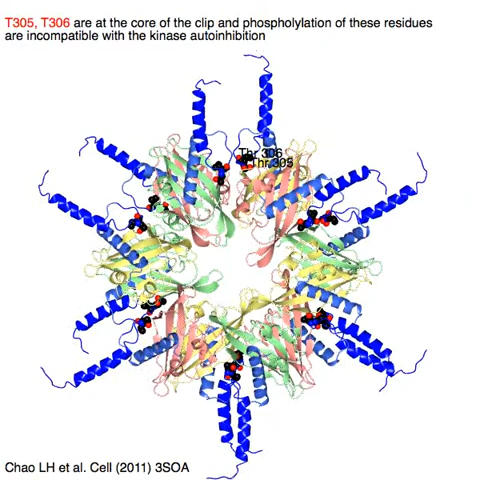 T305, T306 are at the core of the clip and phospholylation of these residues
are incompatible with the kinase autoinhibition
Thr 306
Thr 305
Chao LH et al. Cell (2011) 3SOA